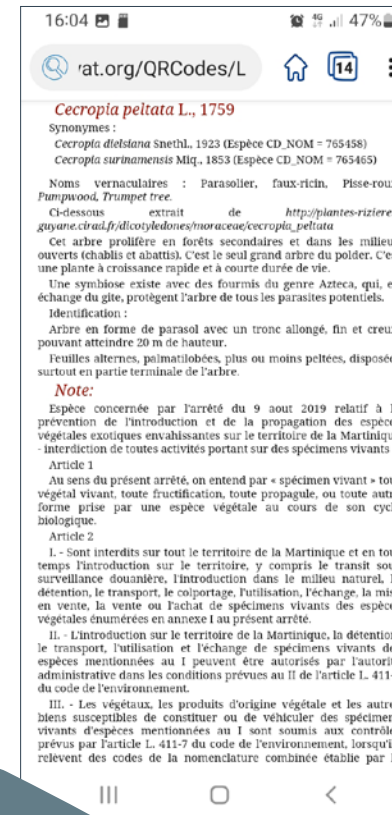 16:04
4G 47%
vat.org/QRCodes/L 14
Cecropia peltata L., 1759
Synonymes :
Cecropia dielsiana Snethl., 1923 (Espèce CD_NOM = 765458)
Cecropia surinamensis Miq., 1853 (Espèce CD_NOM = 765465)
Noms vernaculaires : Parasolier, faux-ricin, Pisse-rou
Pumpwood, Trumpet tree.
Ci-dessous extrait de http://plantes-riziere
guyane.cirad.fr/dicotyledones/moraceae/cecropia_peltata
Cet arbre prolifère en forêts secondaires et dans les milieu
ouverts (chablis et abattis). C'est le seul grand arbre du polder. C'es
une plante à croissance rapide et à courte durée de vie.
Une symbiose existe avec des fourmis du genre Azteca, qui, e
échange du gite, protègent l'arbre de tous les parasites potentiels.
Identification :
Arbre en forme de parasol avec un tronc allongé, fin et creux
pouvant atteindre 20 m de hauteur.
Feuilles alternes, palmatilobées, plus ou moins peltées, disposée
surtout en partie terminale de l'arbre.
Note:
Espèce concernée par l'arrêté du 9 aout 2019 relatif à l
prévention de l'introduction et de la propagation des espèce
végétales exotiques envahissantes sur le territoire de la Martiniqu
- interdiction de toutes activités portant sur des spécimens vivants
Article 1
Au sens du présent arrêté, on entend par « spécimen vivant » tou
végétal vivant, toute fructification, toute propagule, ou toute autr
forme prise par une espèce végétale au cours de son cycl
biologique.
Article 2
I. - Sont interdits sur tout le territoire de la Martinique et en tou
temps l'introduction sur le territoire, y compris le transit sou
surveillance douanière, l'introduction dans le milieu naturel, l
détention, le transport, le colportage, l'utilisation, l'échange, la mis
en vente, la vente ou l'achat de spécimens vivants des espèce
végétales énumérées en annexe I au présent arrêté.
II. - L'introduction sur le territoire de la Martinique, la détention
le transport, l'utilisation et l'échange de spécimens vivants de
espèces mentionnées au I peuvent être autorisés par l'autorit
administrative dans les conditions prévues au II de l'article L. 411-
du code de l'environnement.
III. - Les végétaux, les produits d'origine végétale et les autre
biens susceptibles de constituer ou de véhiculer des spécimen
vivants d'espèces mentionnées au I sont soumis aux contrôle
prévus par l'article L. 411-7 du code de l'environnement, lorsqu'i
relèvent des codes de la nomenclature combinée établie par l